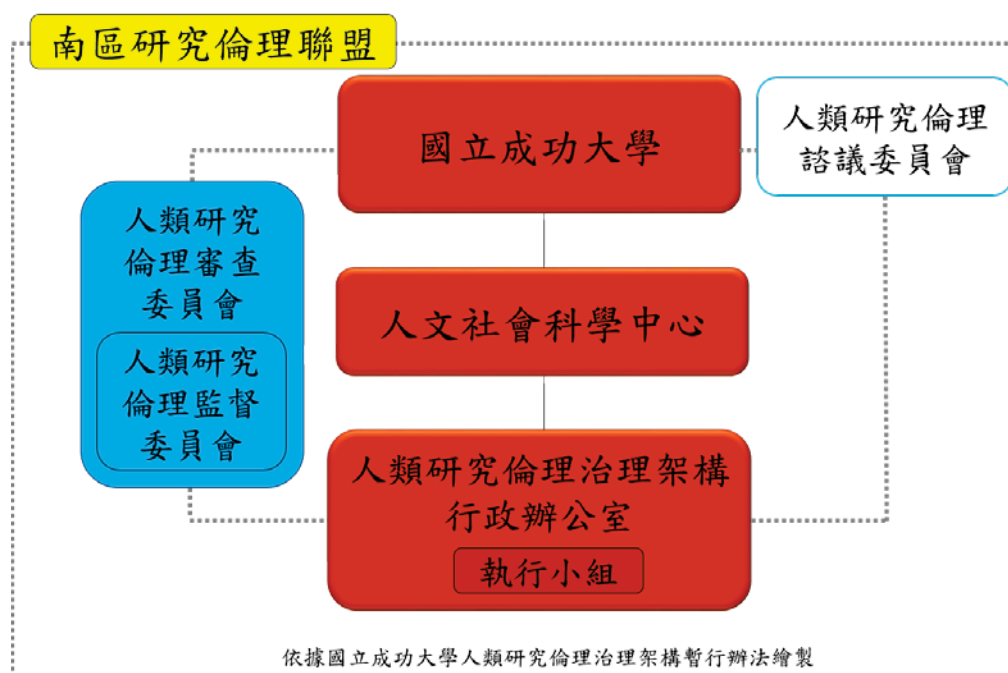 南區研究倫理聯盟
國立成功大學
人類研究倫理
諮議委員會
人類研究
倫理審查
委員會
人類研究
倫理監督
委員會
人文社會科學中心
人類研究倫理治理架構
行政辦公室
執行小組
依據國立成功大學人類研究倫理治理架構暫行辦法繪製